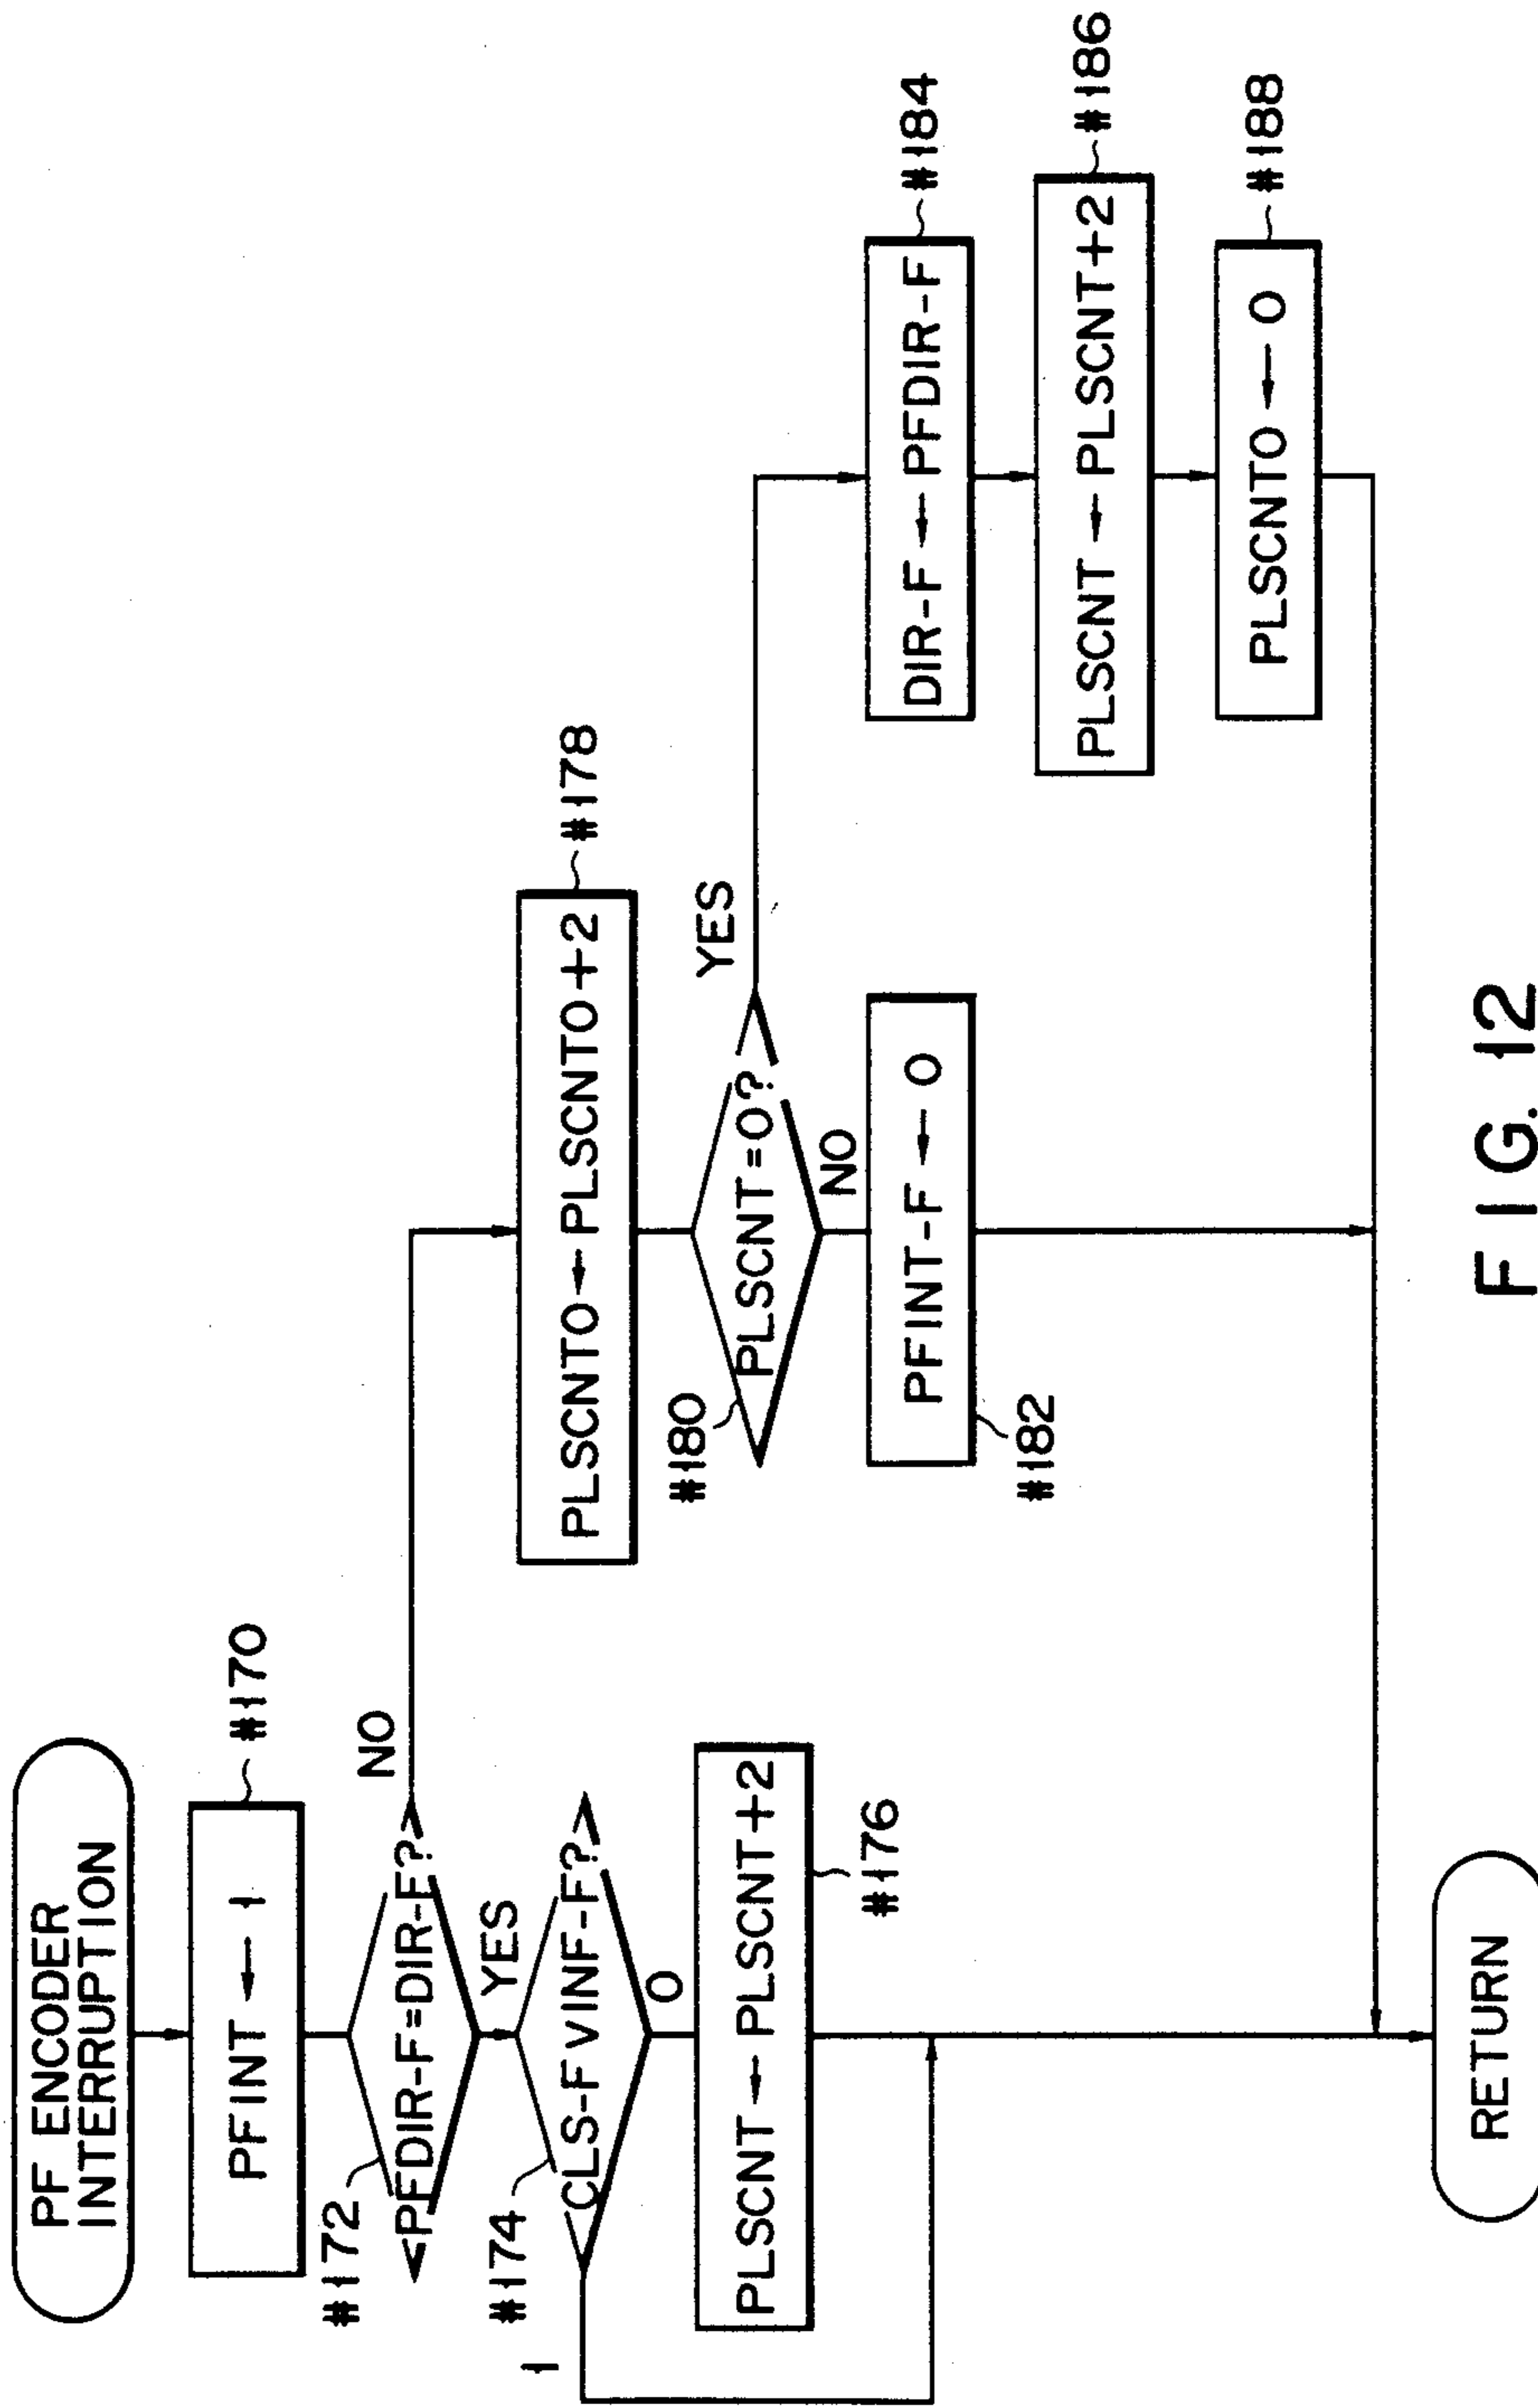 PF ENCODER
INTERRUPTION
PFINT ← 1
#170
#172
PFDIR-F=DIR-F?
NO
YES
#174
CLS-F∨INF-F?
1
0
PLSCNT ← PLSCNT+2
#176
PLSCNTO ← PLSCNTO+2
#178
#180
PLSCNT=0?
YES
NO
PFINT-F ← 0
#182
DIR-F ← PFDIR-F
#184
PLSCNT ← PLSCNT+2
#186
PLSCNTO ← 0
#188
RETURN
FIG. 12